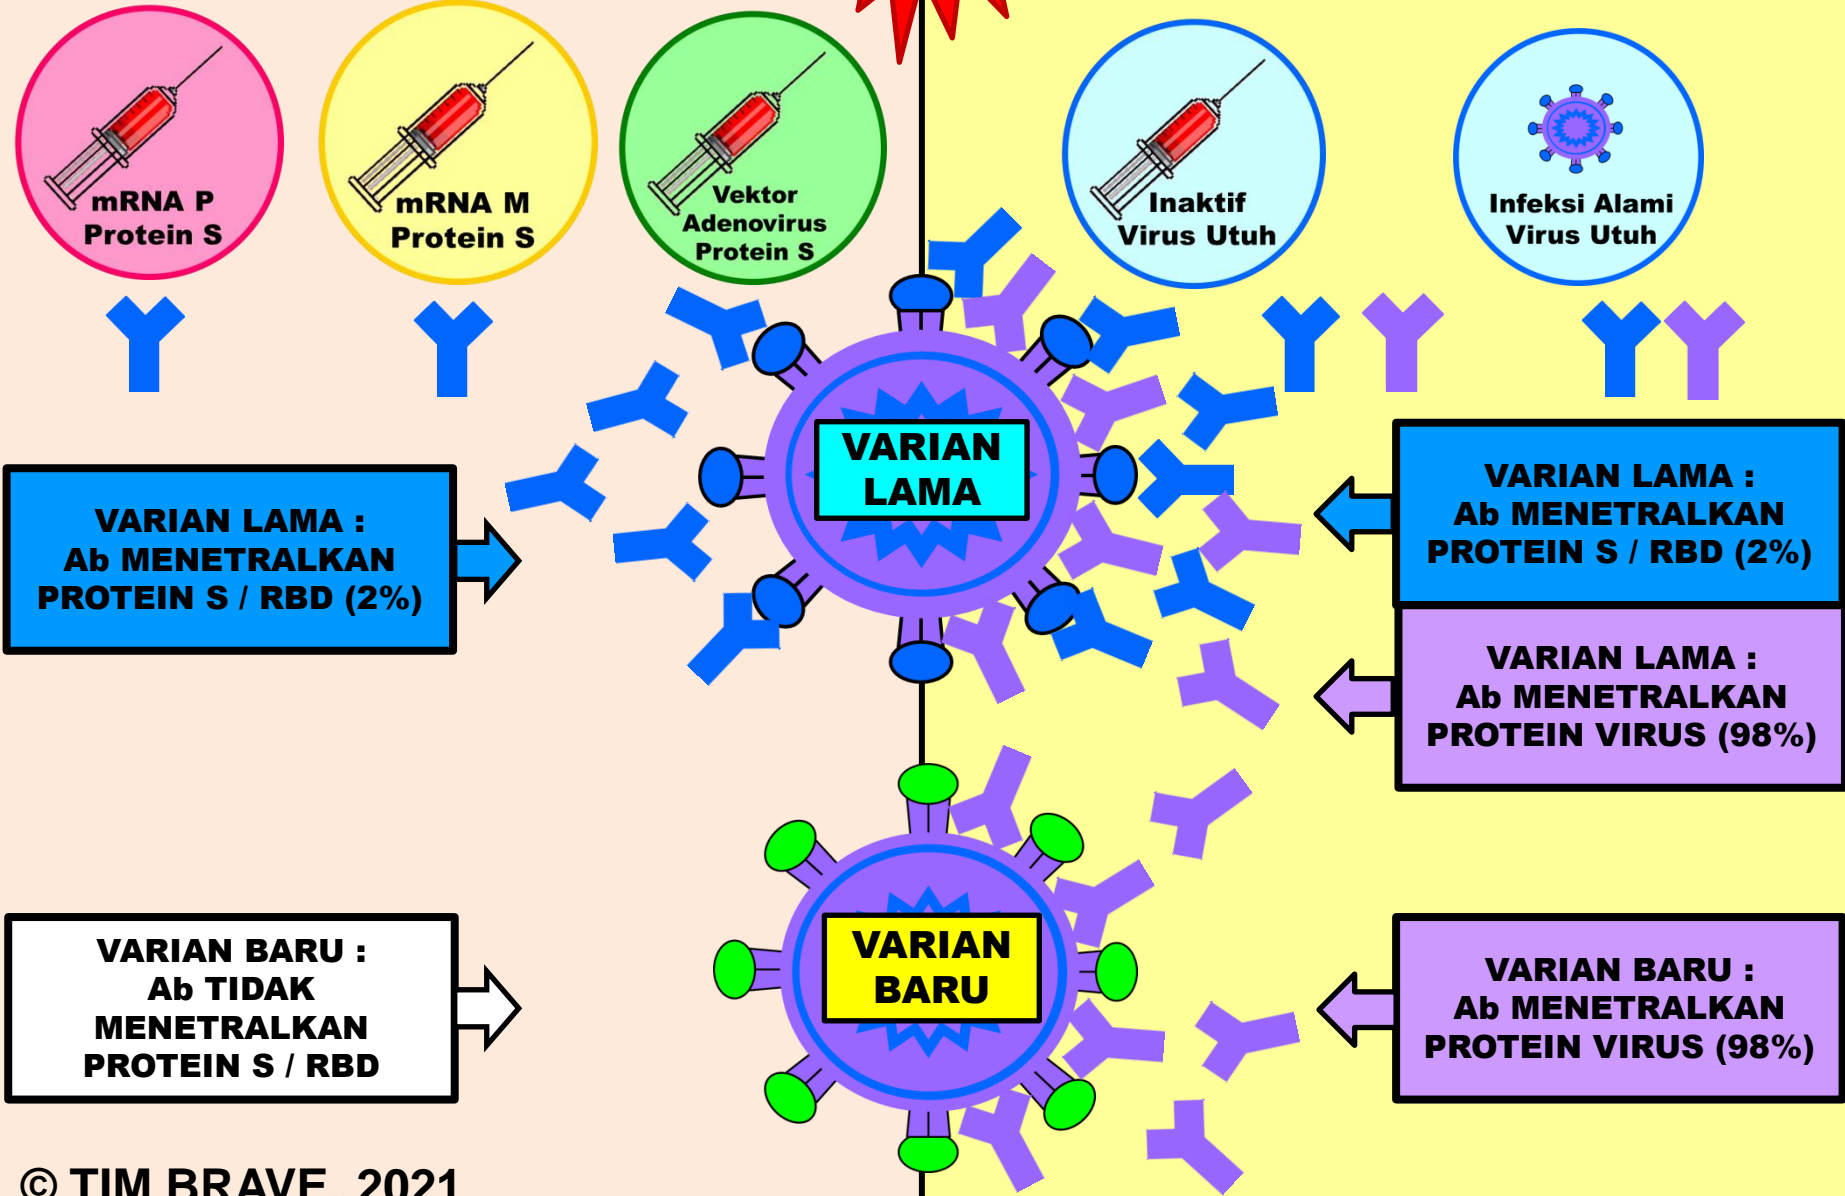 mRNA P
Protein S
mRNA M
Protein S
Vektor
Adenovirus
Protein S
Inaktif
Virus Utuh
Infeksi Alami
Virus Utuh
VARIAN
LAMA
VARIAN LAMA :
Ab MENETRALKAN
PROTEIN S / RBD (2%)
VARIAN LAMA :
Ab MENETRALKAN
PROTEIN S / RBD (2%)
VARIAN LAMA :
Ab MENETRALKAN
PROTEIN VIRUS (98%)
VARIAN BARU :
Ab TIDAK
MENETRALKAN
PROTEIN S / RBD
VARIAN
BARU
VARIAN BARU :
Ab MENETRALKAN
PROTEIN VIRUS (98%)
© TIM BRAVE, 2021